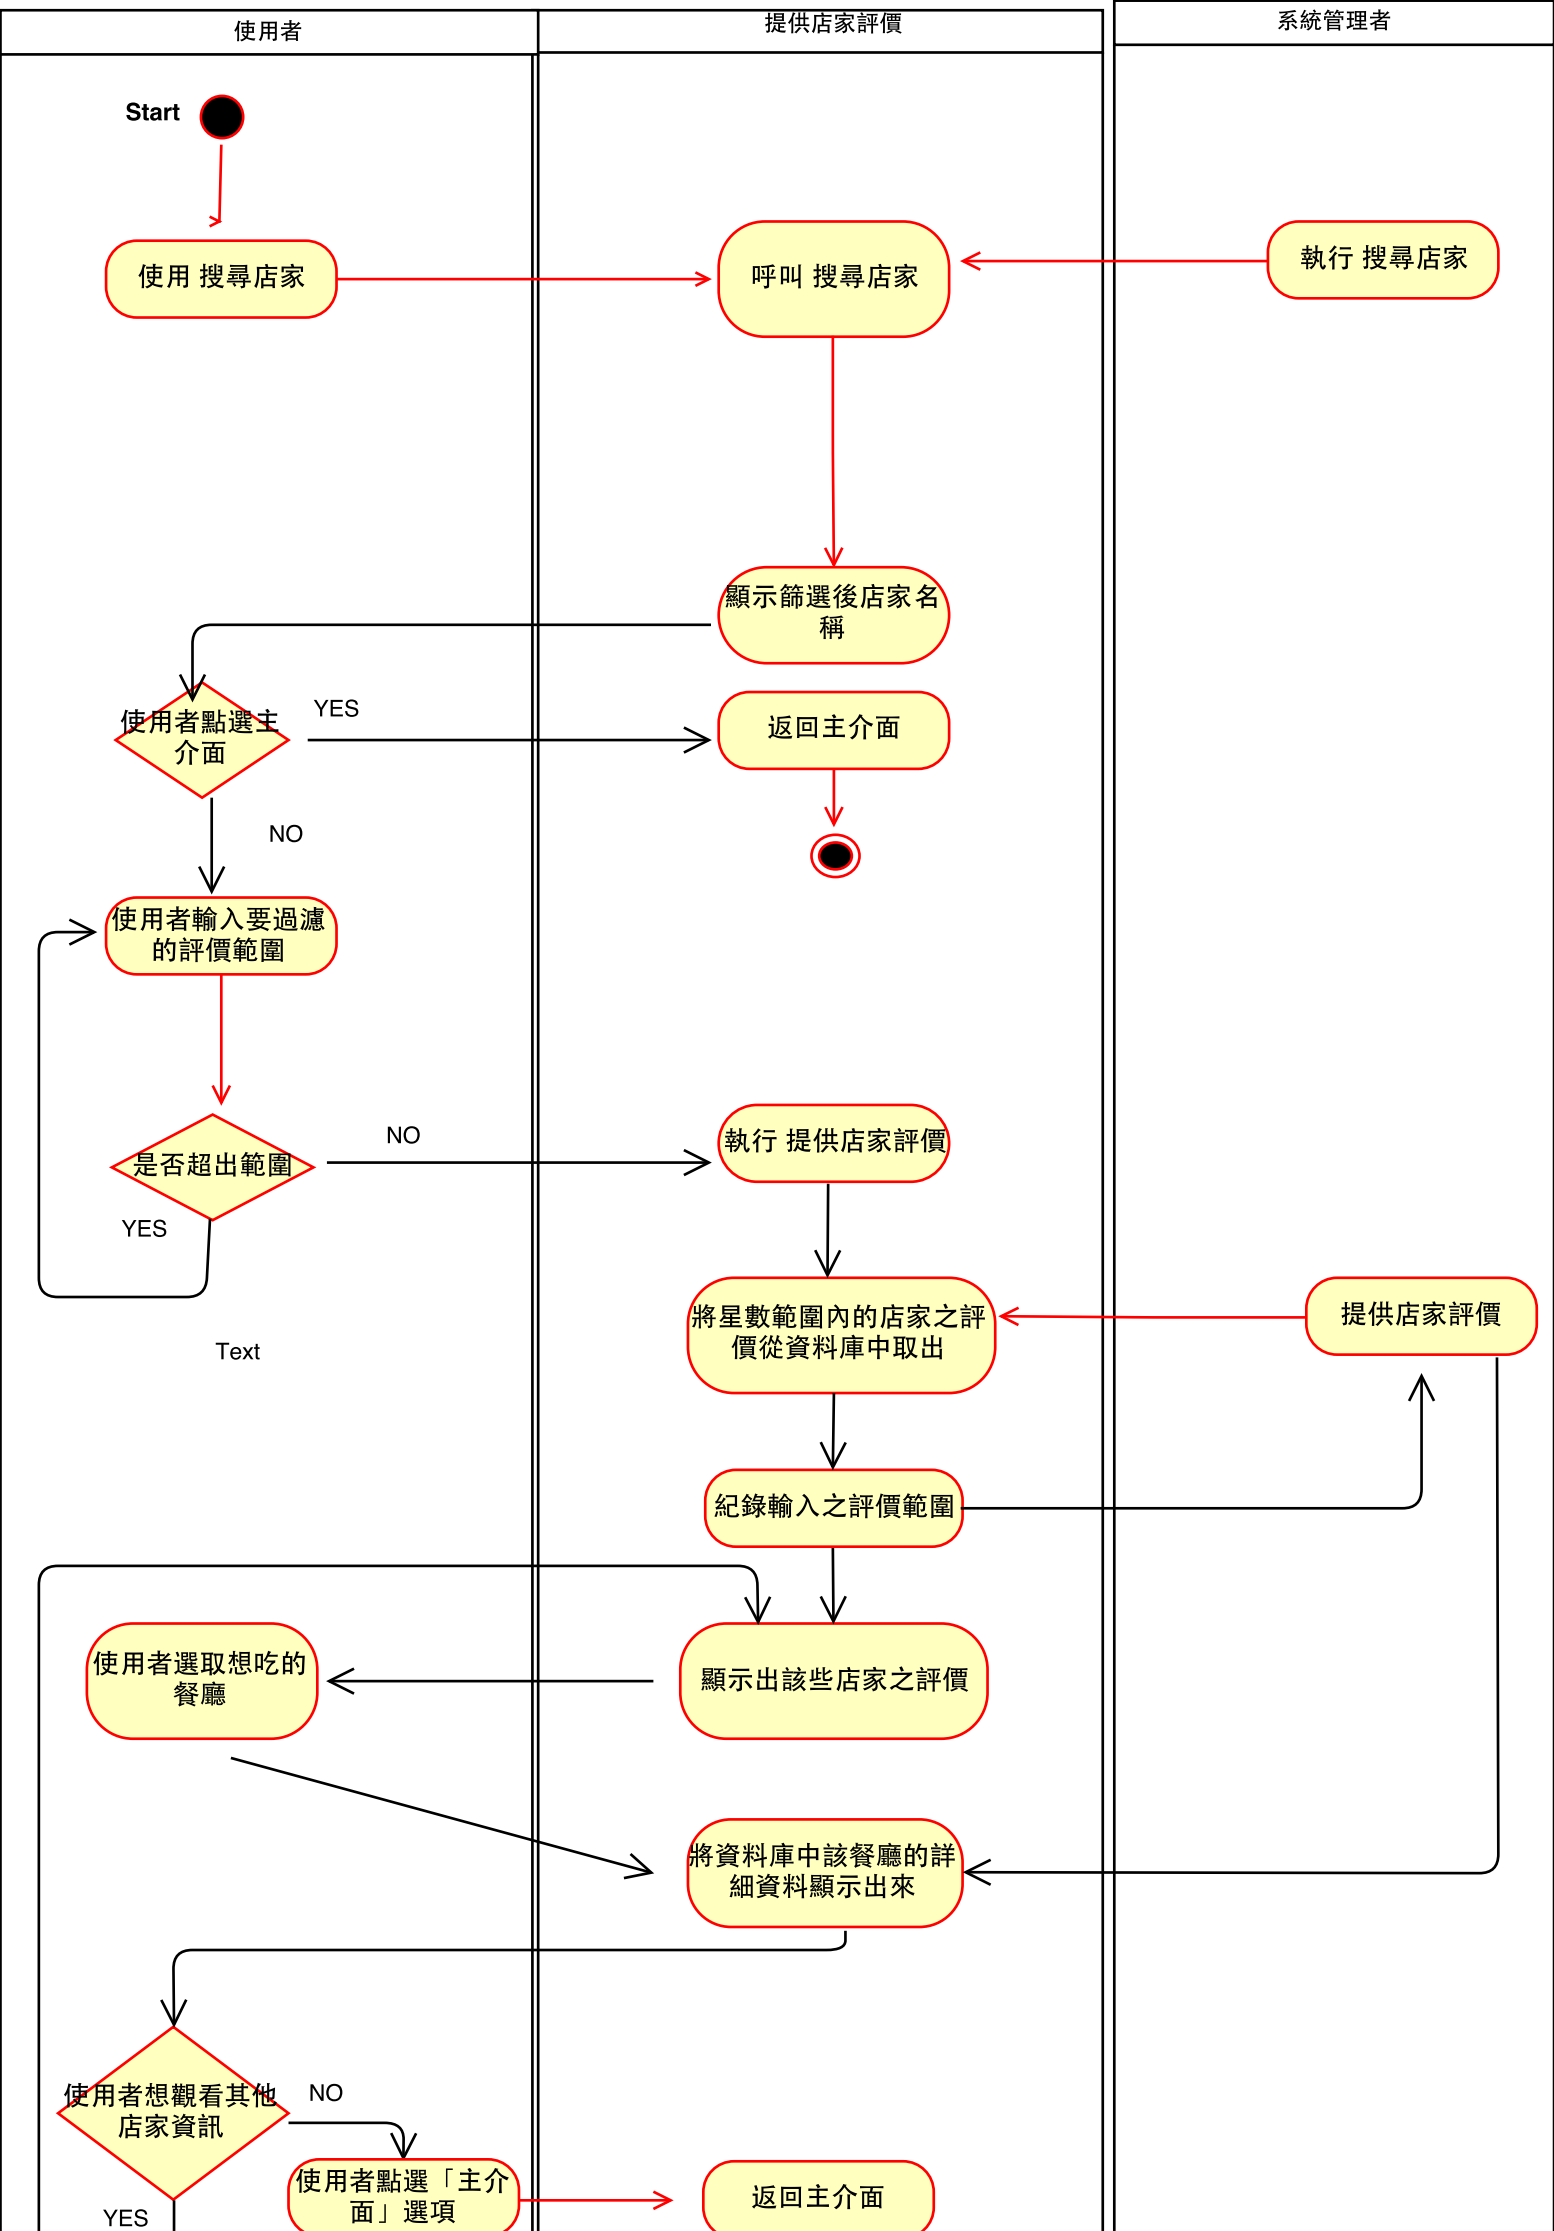 使用者
提供店家評價
系統管理者
Start
使用 搜尋店家
呼叫 搜尋店家
執行 搜尋店家
顯示篩選後店家名
稱
使用者點選主
介面
YES
返回主介面
NO
使用者輸入要過濾
的評價範圍
是否超出範圍
NO
執行 提供店家評價
YES
將星數範圍內的店家之評
價從資料庫中取出
提供店家評價
Text
紀錄輸入之評價範圍
使用者選取想吃的
餐廳
顯示出該些店家之評價
將資料庫中該餐廳的詳
細資料顯示出來
使用者想觀看其他
店家資訊
NO
使用者點選「主介
面」選項
返回主介面
YES